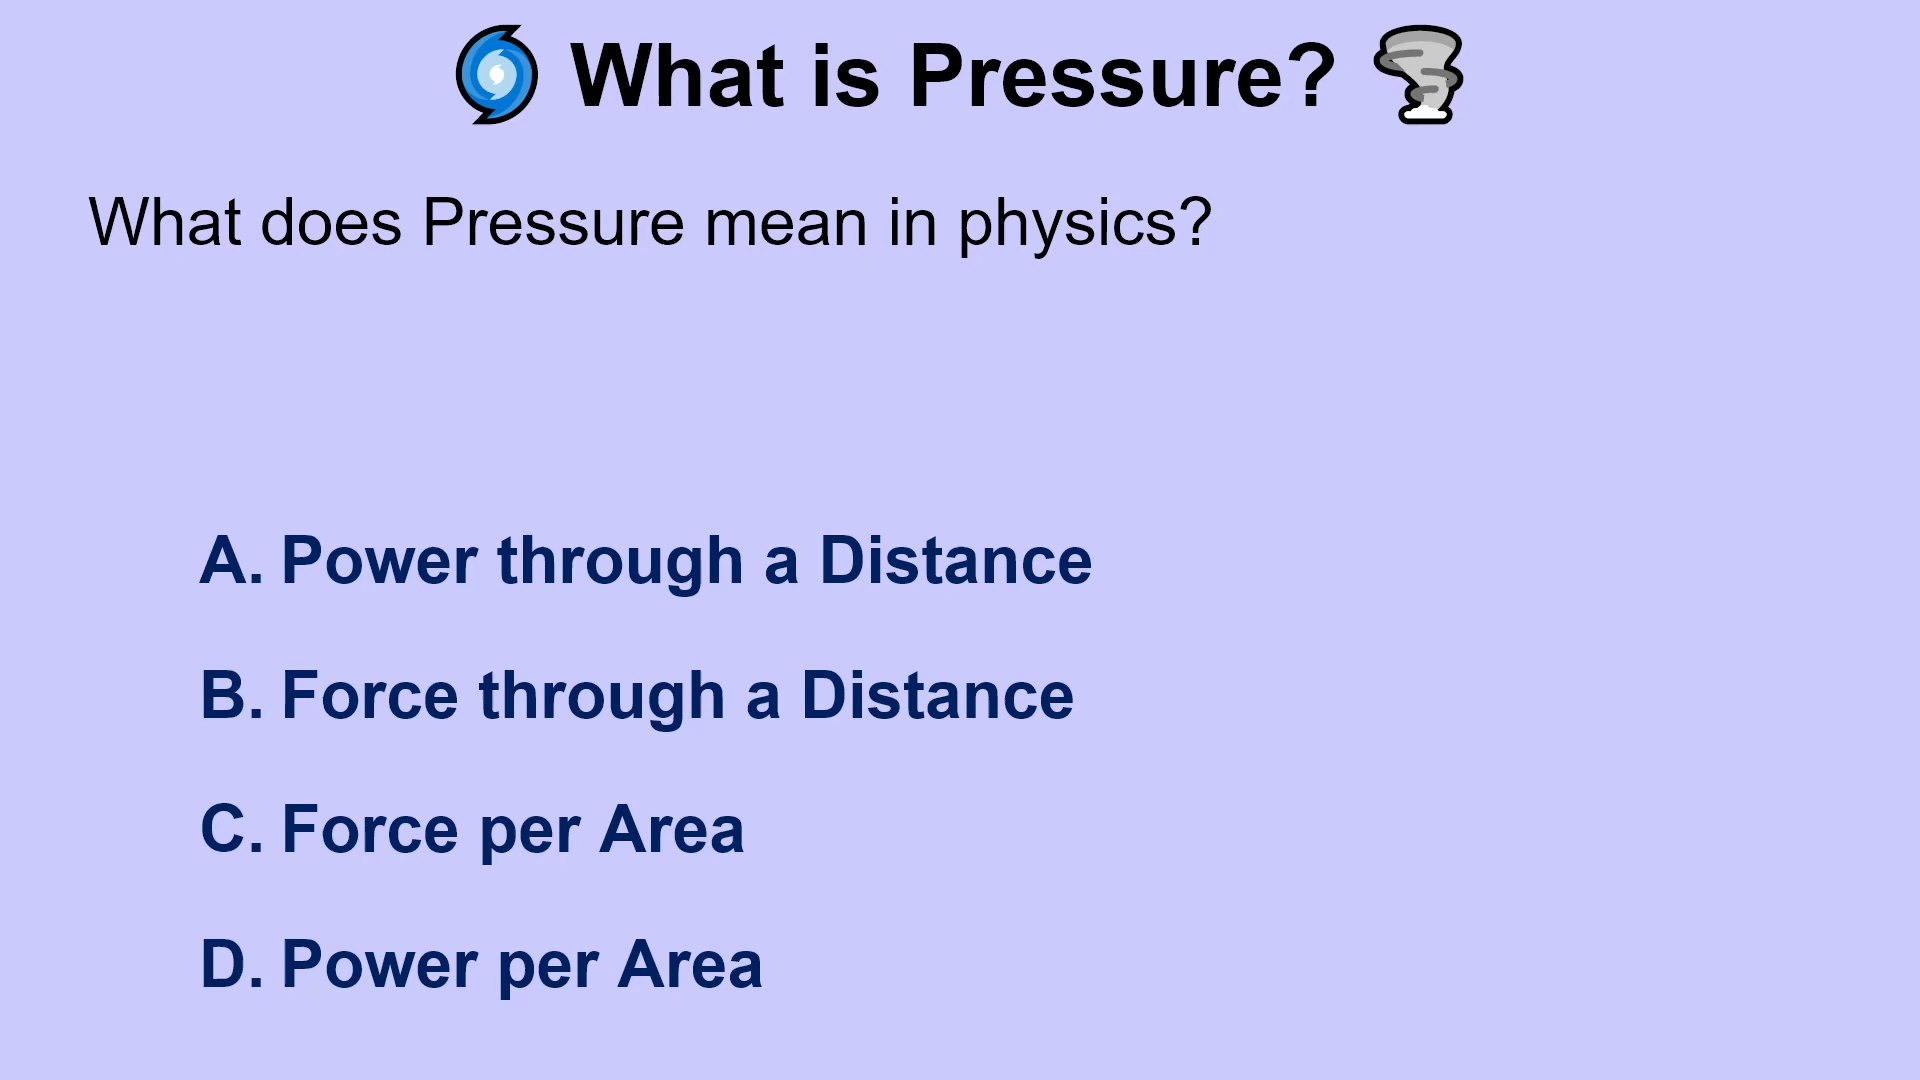 🌀 What is Pressure? 🌪
What does Pressure mean in physics?
A. Power through a Distance
B. Force through a Distance
C. Force per Area
D. Power per Area